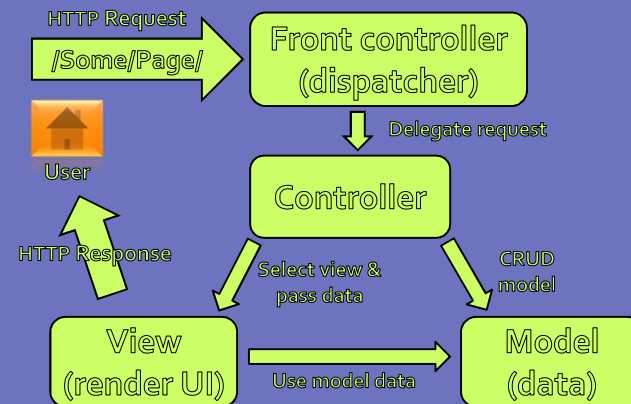 HTTP Request
/Some/Page/
Front controller
(dispatcher)
Delegate request
User
Controller
HTTP Response
Select view &
pass data
CRUD
model
View
(render UI)
Use model data
Model
(data)